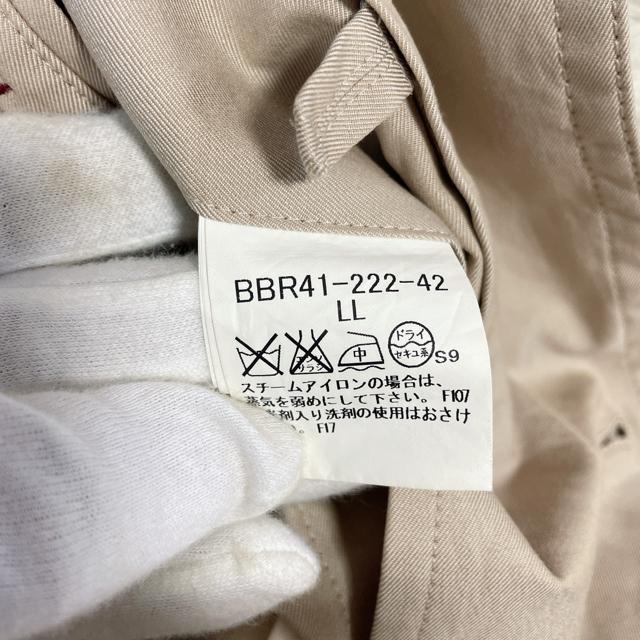 BBR41-222-42
LL
中 ドライ
セキユ系 S9
スチームアイロンの場合は、
蒸気を弱めにして下さい。 F107
剤入り洗剤の使用はおさけ
。 F17